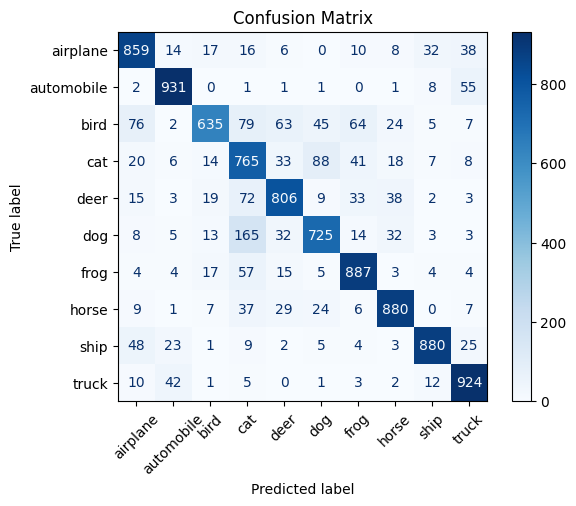 Confusion Matrix
airplane 859 14 17 16 6 0 10 8 32 38
automobile 2 931 0 1 1 1 0 1 8 55
bird 76 2 635 79 63 45 64 24 5 7
cat 20 6 14 765 33 88 41 18 7 8
deer 15 3 19 72 806 9 33 38 2 3
dog 8 5 13 165 32 725 14 32 3 3
frog 4 4 17 57 15 5 887 3 4 4
horse 9 1 7 37 29 24 6 880 0 7
ship 48 23 1 9 2 5 4 3 880 25
truck 10 42 1 5 0 1 3 2 12 924
airplane automobile bird cat deer dog frog horse ship truck
True label
Predicted label
800
600
400
200
0